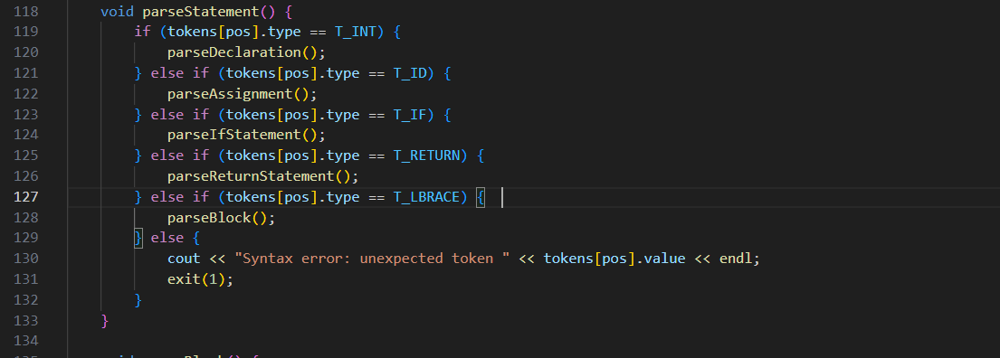 118 void parseStatement() {
119 if (tokens[pos].type == T_INT) {
120 parseDeclaration();
121 } else if (tokens[pos].type == T_ID) {
122 parseAssignment();
123 } else if (tokens[pos].type == T_IF) {
124 parseIfStatement();
125 } else if (tokens[pos].type == T_RETURN) {
126 parseReturnStatement();
127 } else if (tokens[pos].type == T_LBRACE) {
128 parseBlock();
129 } else {
130 cout << "Syntax error: unexpected token " << tokens[pos].value << endl;
131 exit(1);
132 }
133 }
134